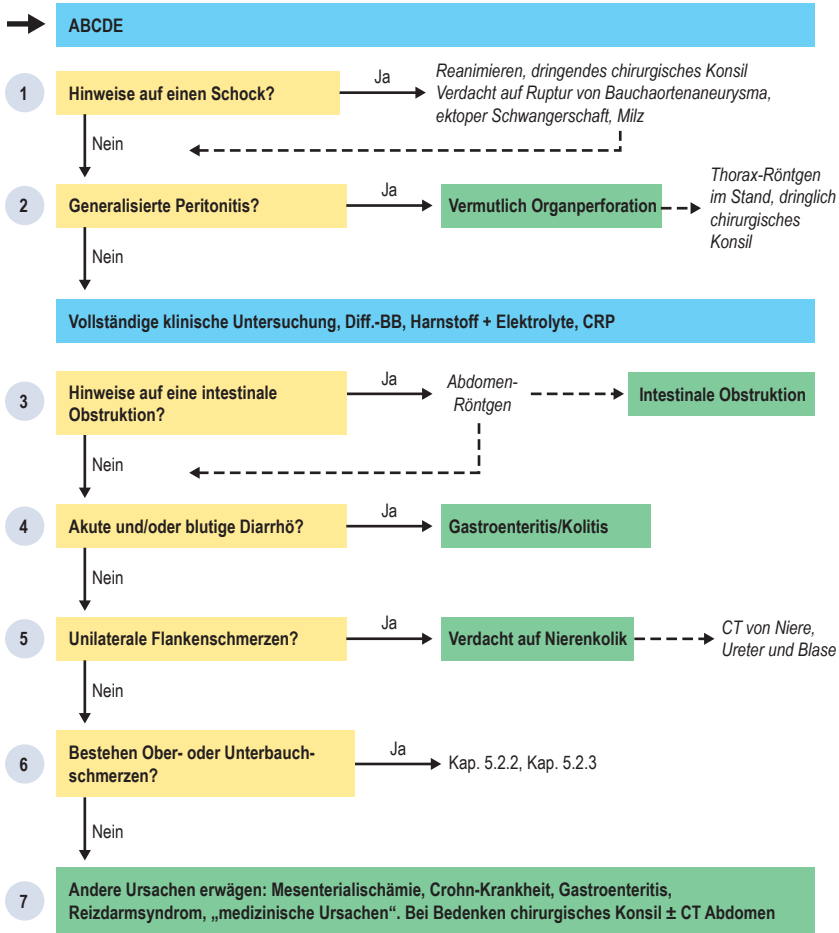 ABCDE
1
Hinweise auf einen Schock?
Ja
Reanimieren, dringendes chirurgisches Konsil
Verdacht auf Ruptur von Bauchaortenaneurysma,
ektoper Schwangerschaft, Milz
Nein
2
Generalisierte Peritonitis?
Ja
Vermutlich Organperforation
Thorax-Röntgen
im Stand, dringlich
chirurgisches
Konsil
Nein
Vollständige klinische Untersuchung, Diff.-BB, Harnstoff + Elektrolyte, CRP
3
Hinweise auf eine intestinale
Obstruktion?
Ja
Abdomen-
Röntgen
Intestinale Obstruktion
Nein
4
Akute und/oder blutige Diarrhö?
Ja
Gastroenteritis/Kolitis
Nein
5
Unilaterale Flankenschmerzen?
Ja
Verdacht auf Nierenkolik
CT von Niere,
Ureter und Blase
Nein
6
Bestehen Ober- oder Unterbauch-
schmerzen?
Ja
Kap. 5.2.2, Kap. 5.2.3
Nein
7
Andere Ursachen erwägen: Mesenterialischämie, Crohn-Krankheit, Gastroenteritis,
Reizdarmsyndrom, „medizinische Ursachen“. Bei Bedenken chirurgisches Konsil ± CT Abdomen